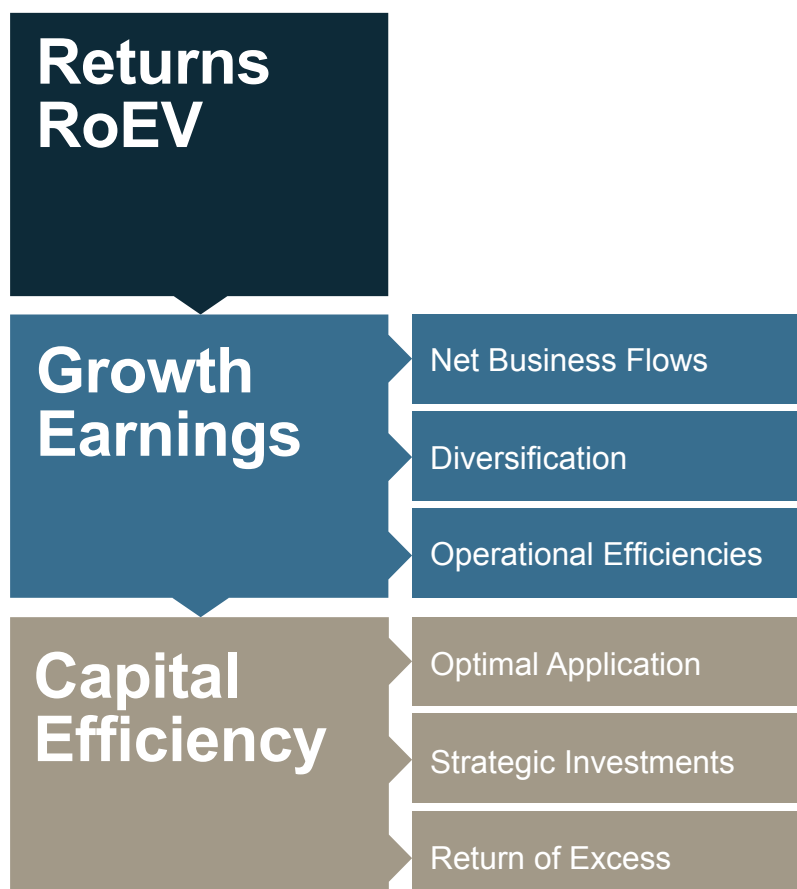 Returns
RoEV
Growth
Earnings
Net Business Flows
Diversification
Operational Efficiencies
Capital
Efficiency
Optimal Application
Strategic Investments
Return of Excess